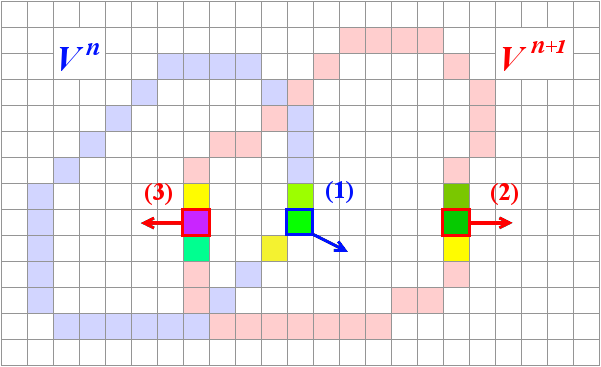 V^n
V^{n+1}
(3)
(1)
(2)